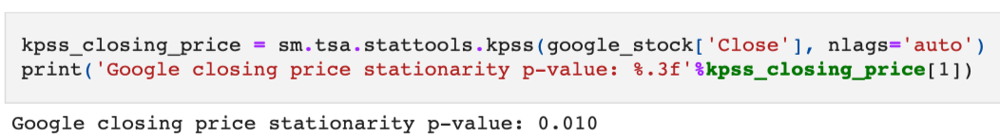 kpss_closing_price = sm.tsa.stattools.kpss(google_stock['Close'], nlags='auto')
print('Google closing price stationarity p-value: %.3f'%kpss_closing_price[1])
Google closing price stationarity p-value: 0.010